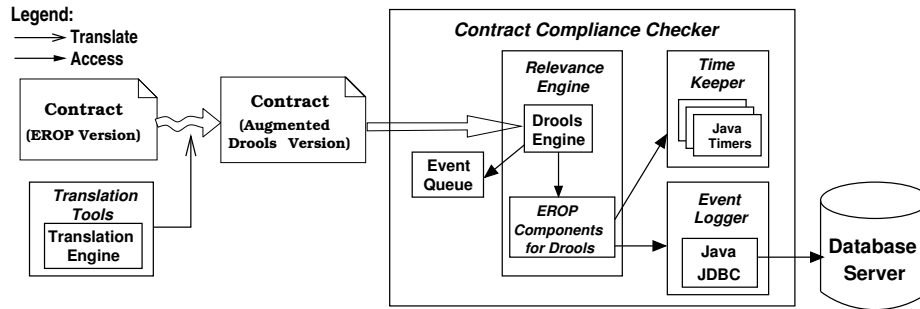 Legend:
Translate
Access
Contract
(EROP Version)
Contract
(Augmented
Drools Version)
Translation
Tools
Translation
Engine
Contract Compliance Checker
Relevance
Engine
Drools
Engine
Event
Queue
EROP
Components
for Drools
Time
Keeper
Java
Timers
Event
Logger
Java
JDBC
Database
Server